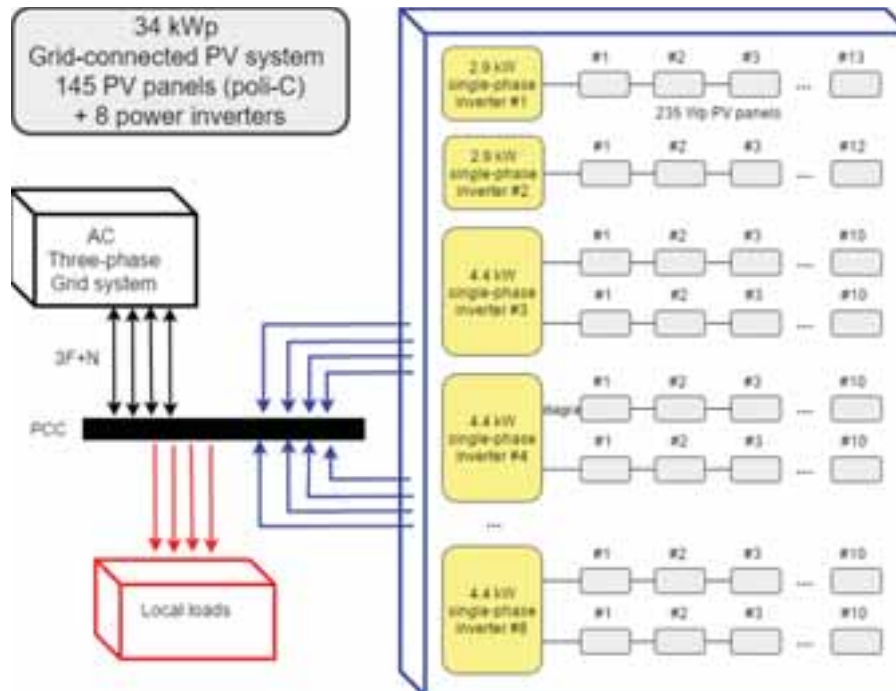 34 kWp
Grid-connected PV system
145 PV panels (poli-C)
+ 8 power inverters
AC
Three-phase
Grid system
3F+N
PCC
Local loads
2.9 kW
single-phase
inverter #1
#1 #2 #3 #13
...
235 Wp PV panels
2.9 kW
single-phase
inverter #2
#1 #2 #3 #12
...
4.4 kW
single-phase
inverter #3
#1 #2 #3 #10
...
#1 #2 #3 #10
...
4.4 kW
single-phase
inverter #4
#1 #2 #3 #10
...
#1 #2 #3 #10
...
...
4.4 kW
single-phase
inverter #8
#1 #2 #3 #10
...
#1 #2 #3 #10
...